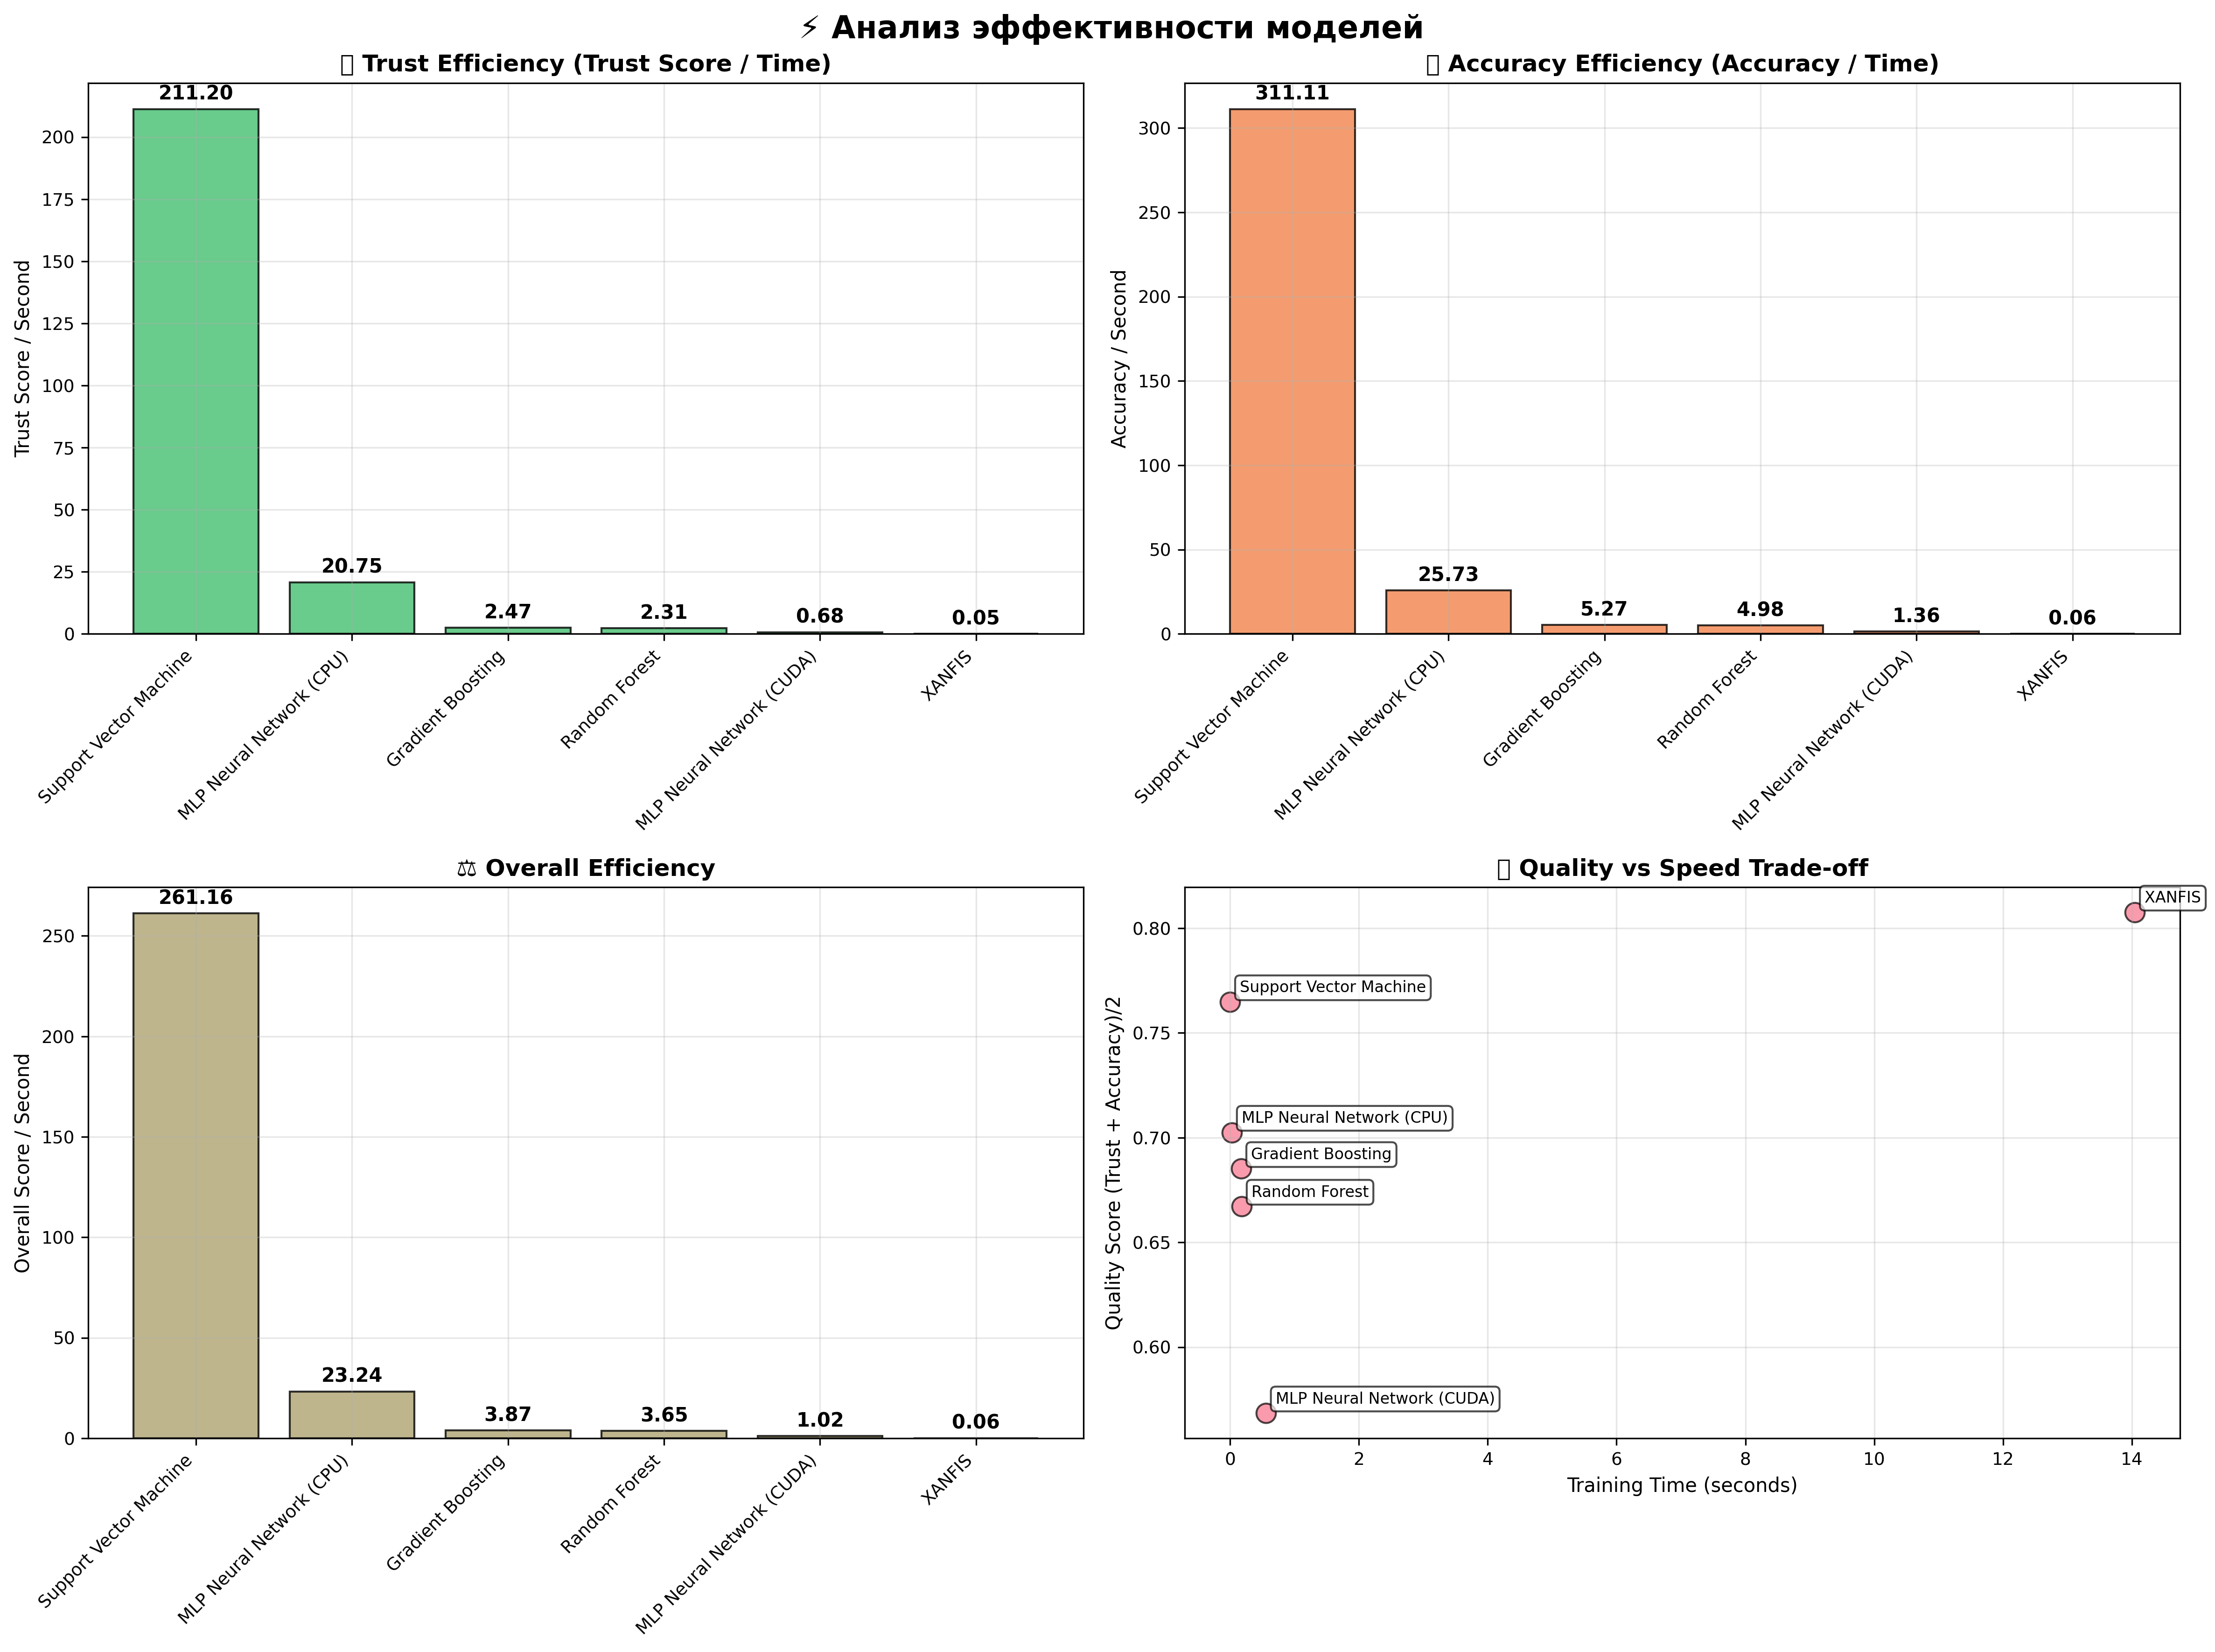 ⚡ Анализ эффективности моделей
▯ Trust Efficiency (Trust Score / Time)
Trust Score / Second
200
175
150
125
100
75
50
25
0
211.20
20.75
2.47
2.31
0.68
0.05
Support Vector Machine
MLP Neural Network (CPU)
Gradient Boosting
Random Forest
MLP Neural Network (CUDA)
XANFIS
▯ Accuracy Efficiency (Accuracy / Time)
Accuracy / Second
300
250
200
150
100
50
0
311.11
25.73
5.27
4.98
1.36
0.06
Support Vector Machine
MLP Neural Network (CPU)
Gradient Boosting
Random Forest
MLP Neural Network (CUDA)
XANFIS
⚖ Overall Efficiency
Overall Score / Second
250
200
150
100
50
0
261.16
23.24
3.87
3.65
1.02
0.06
Support Vector Machine
MLP Neural Network (CPU)
Gradient Boosting
Random Forest
MLP Neural Network (CUDA)
XANFIS
▯ Quality vs Speed Trade-off
Quality Score (Trust + Accuracy)/2
0.80
0.75
0.70
0.65
0.60
XANFIS
Support Vector Machine
MLP Neural Network (CPU)
Gradient Boosting
Random Forest
MLP Neural Network (CUDA)
0
2
4
6
8
10
12
14
Training Time (seconds)